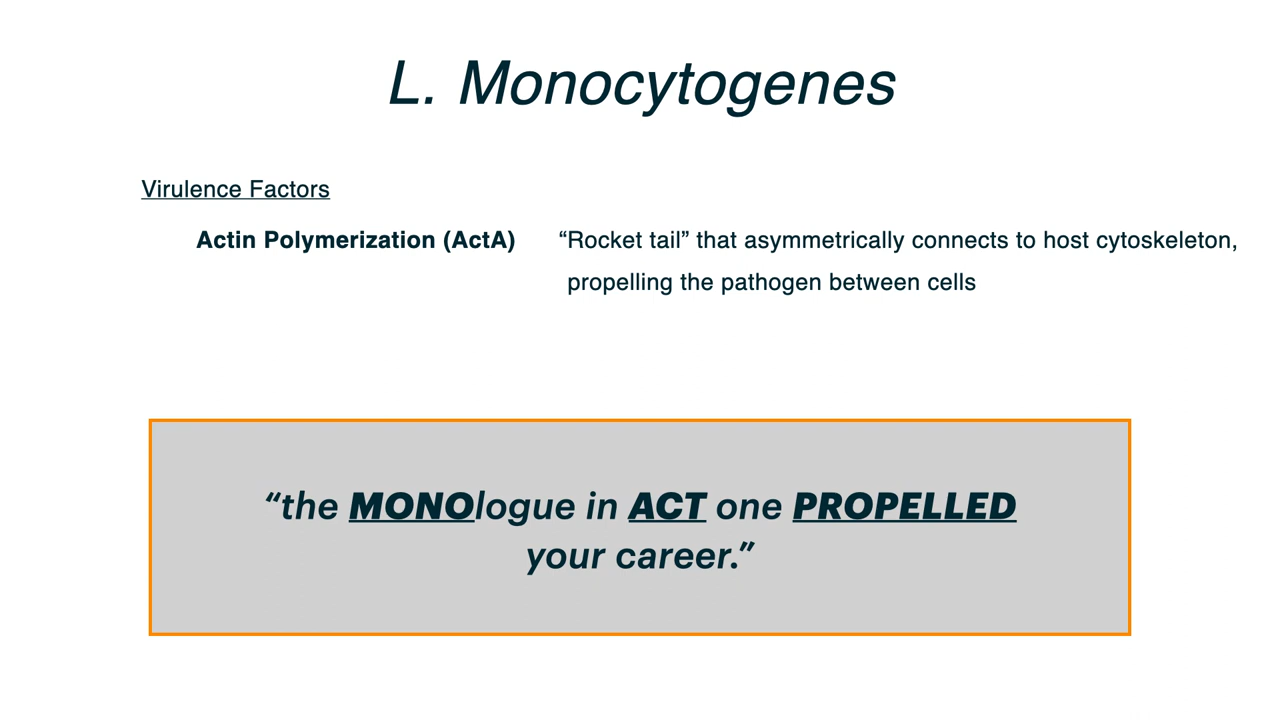 L. Monocytogenes
Virulence Factors
Actin Polymerization (ActA) “Rocket tail” that asymmetrically connects to host cytoskeleton,
propelling the pathogen between cells
“the MONOlogue in ACT one PROPELLED
your career.”